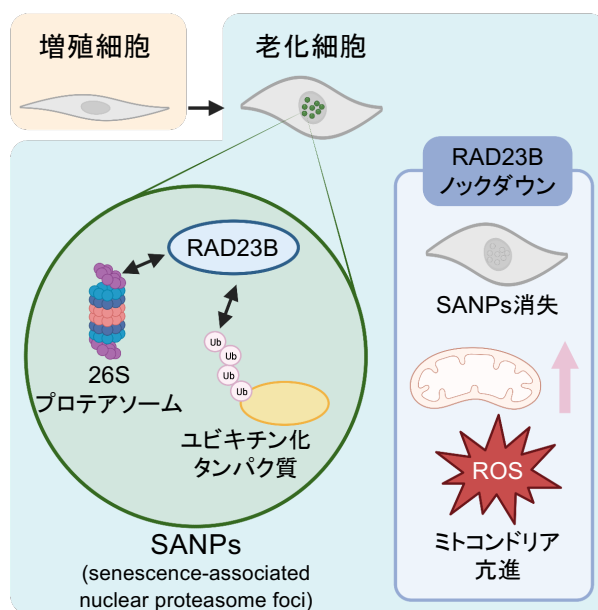 増殖細胞
老化細胞
RAD23B
ノックダウン
RAD23B
SANPs消失
26S
プロテアソーム
Ub
Ub
Ub
Ub
ユビキチン化
タンパク質
ROS
ミトコンドリア
亢進
SANPs
(senescence-associated
nuclear proteasome foci)